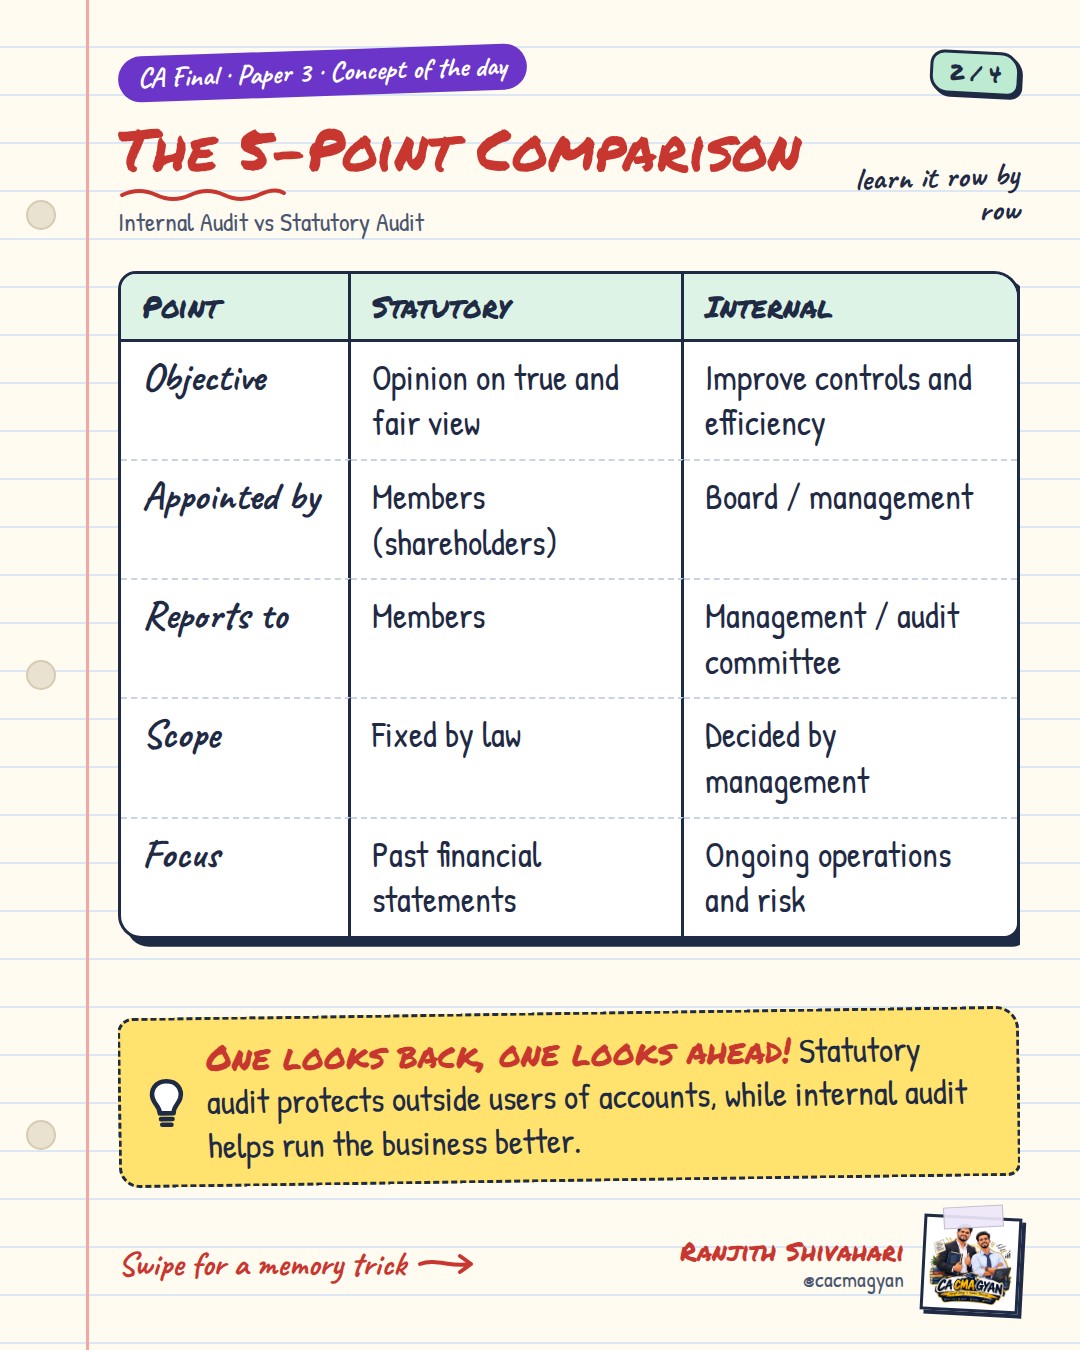 CA Final · Paper 3 · Concept of the day
2/4
The 5-Point Comparison
learn it row by
row
Internal Audit vs Statutory Audit
Point Statutory Internal
Objective Opinion on true and Improve controls and
fair view efficiency
Appointed by Members Board / management
(shareholders)
Reports to Members Management / audit
committee
Scope Fixed by law Decided by
management
Focus Past financial Ongoing operations
statements and risk
One looks back, one looks ahead! Statutory
audit protects outside users of accounts, while internal audit
helps run the business better.
Swipe for a memory trick
Ranjith Shivahari
@cacmagyan
CA CMA GYAN